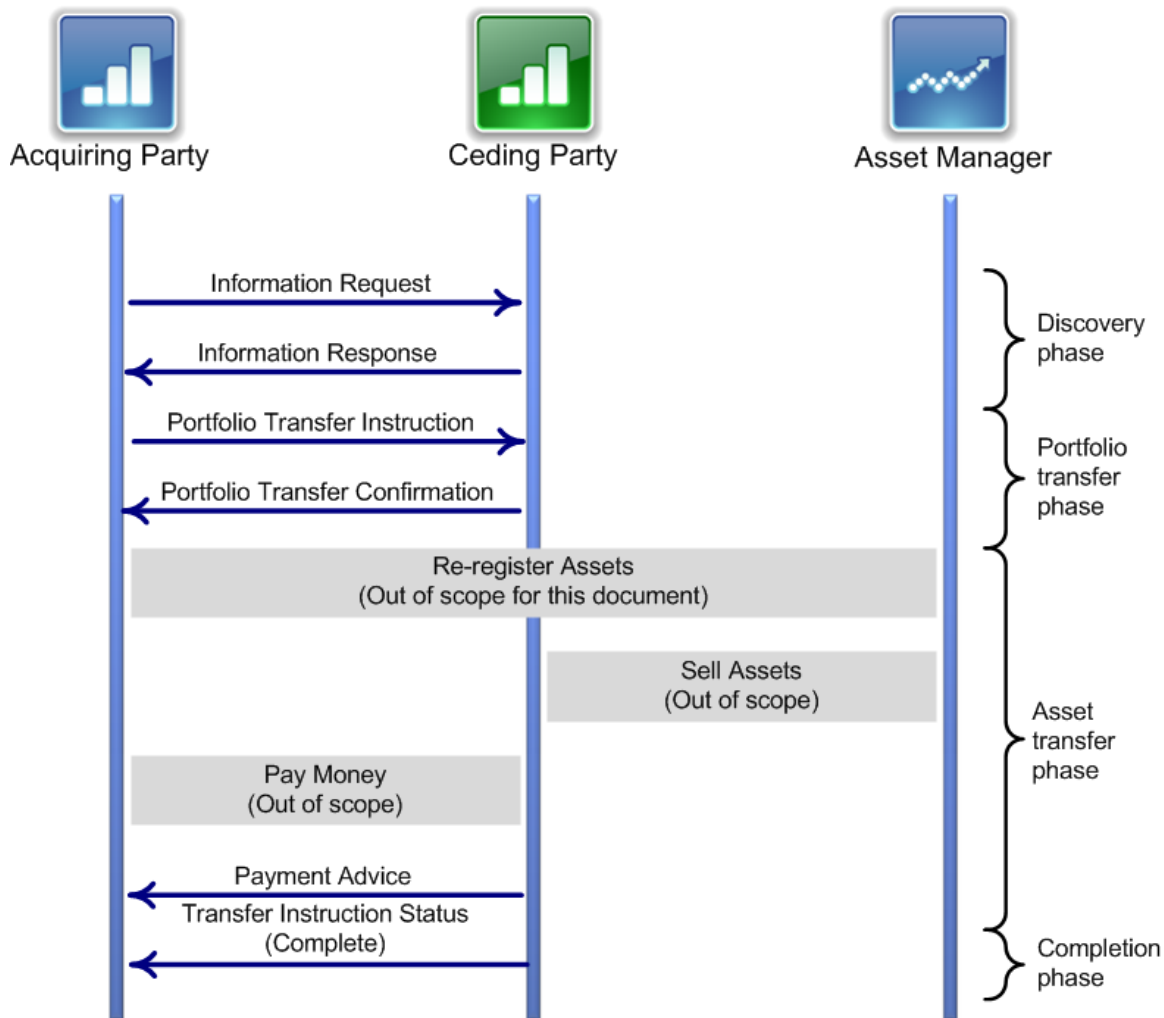 Acquiring Party
Ceding Party
Asset Manager
Information Request
Discovery
phase
Information Response
Portfolio Transfer Instruction
Portfolio
transfer
phase
Portfolio Transfer Confirmation
Re-register Assets
(Out of scope for this document)
Sell Assets
(Out of scope)
Asset
transfer
phase
Pay Money
(Out of scope)
Payment Advice
Transfer Instruction Status
(Complete)
Completion
phase